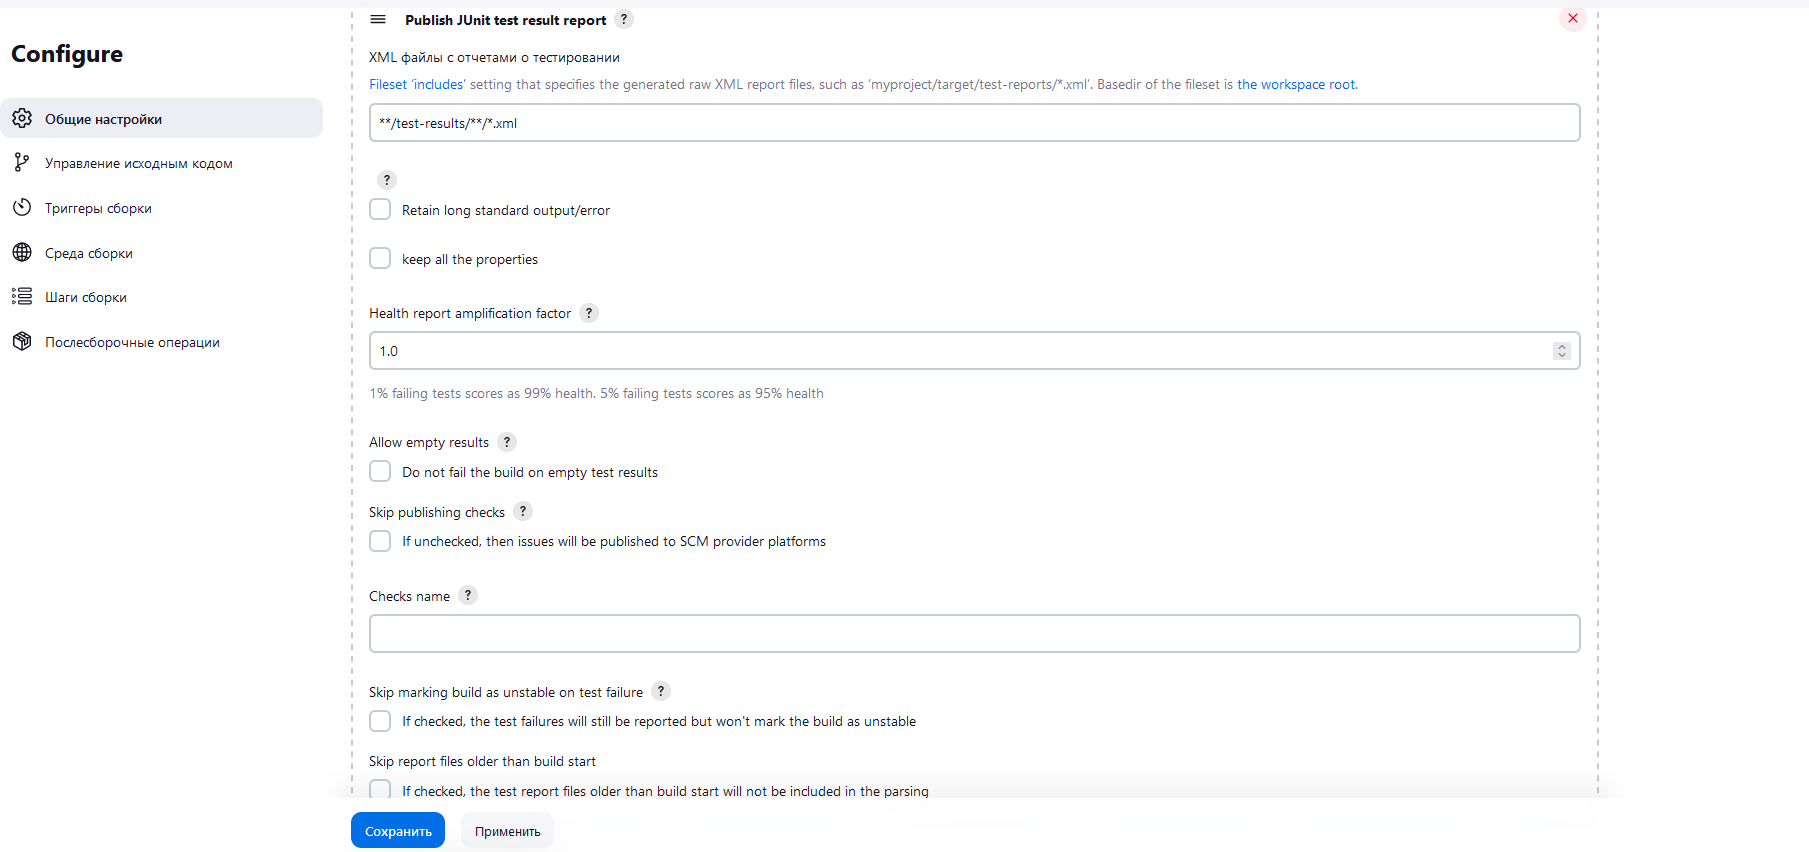 Configure
Общие настройки
Управление исходным кодом
Триггеры сборки
Среда сборки
Шаги сборки
Послесборочные операции
Publish JUnit test result report ?
XML файлы с отчетами о тестировании
Fileset ‘includes’ setting that specifies the generated raw XML report files, such as ‘myproject/target/test-reports/*.xml’. Basedir of the fileset is the workspace root.
**/test-results/**/*.xml
?
Retain long standard output/error
keep all the properties
Health report amplification factor ?
1.0
1% failing tests scores as 99% health. 5% failing tests scores as 95% health
Allow empty results ?
Do not fail the build on empty test results
Skip publishing checks ?
If unchecked, then issues will be published to SCM provider platforms
Checks name ?
Skip marking build as unstable on test failure ?
If checked, the test failures will still be reported but won't mark the build as unstable
Skip report files older than build start
If checked, the test report files older than build start will not be included in the parsing
Сохранить
Применить